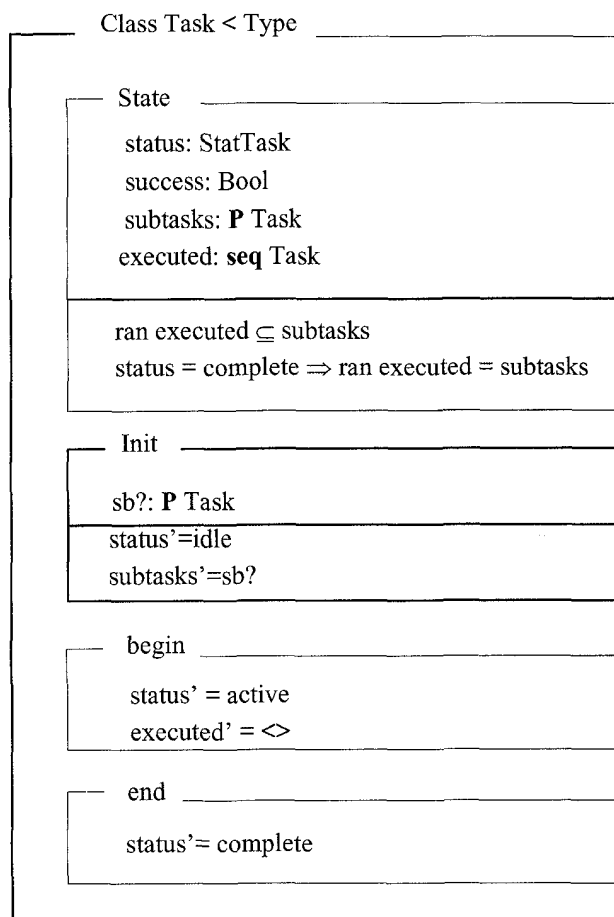 Class Task < Type
State
status: StatTask
success: Bool
subtasks: P Task
executed: seq Task
ran executed ⊆ subtasks
status = complete ⇒ ran executed = subtasks
Init
sb?: P Task
status’=idle
subtasks’=sb?
begin
status’ = active
executed’ = <>
end
status’= complete